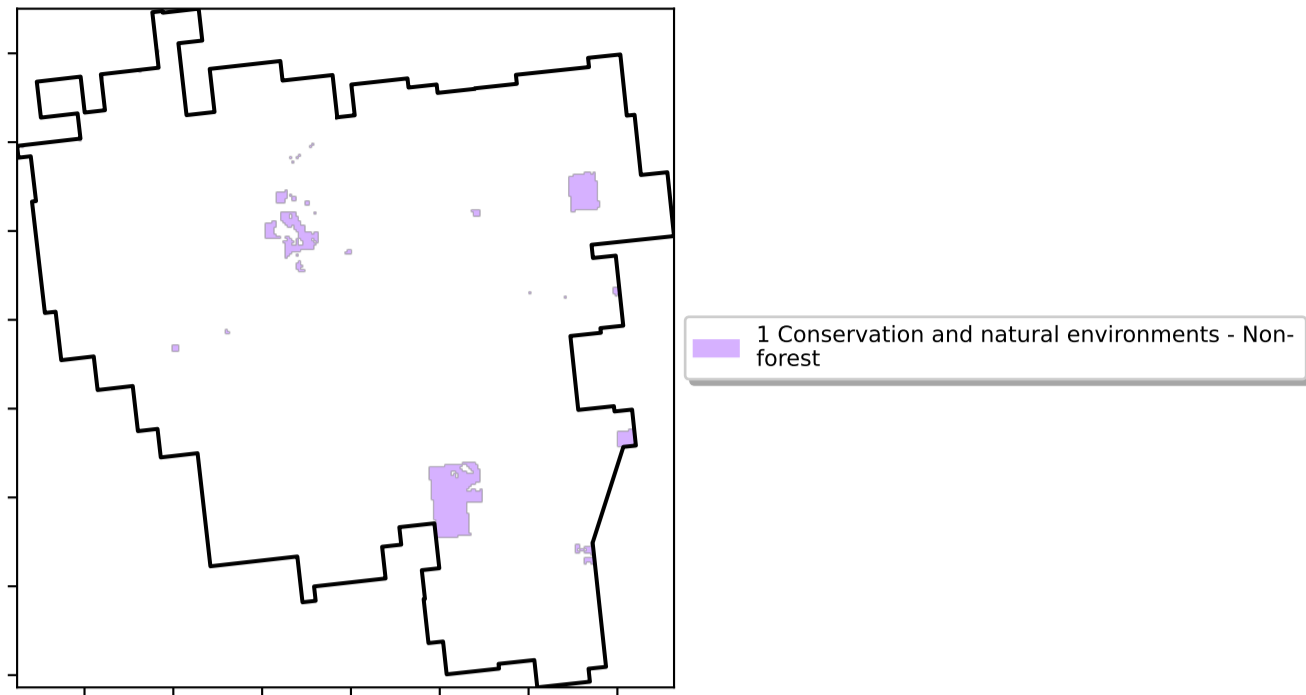 1 Conservation and natural environments - Non-
forest